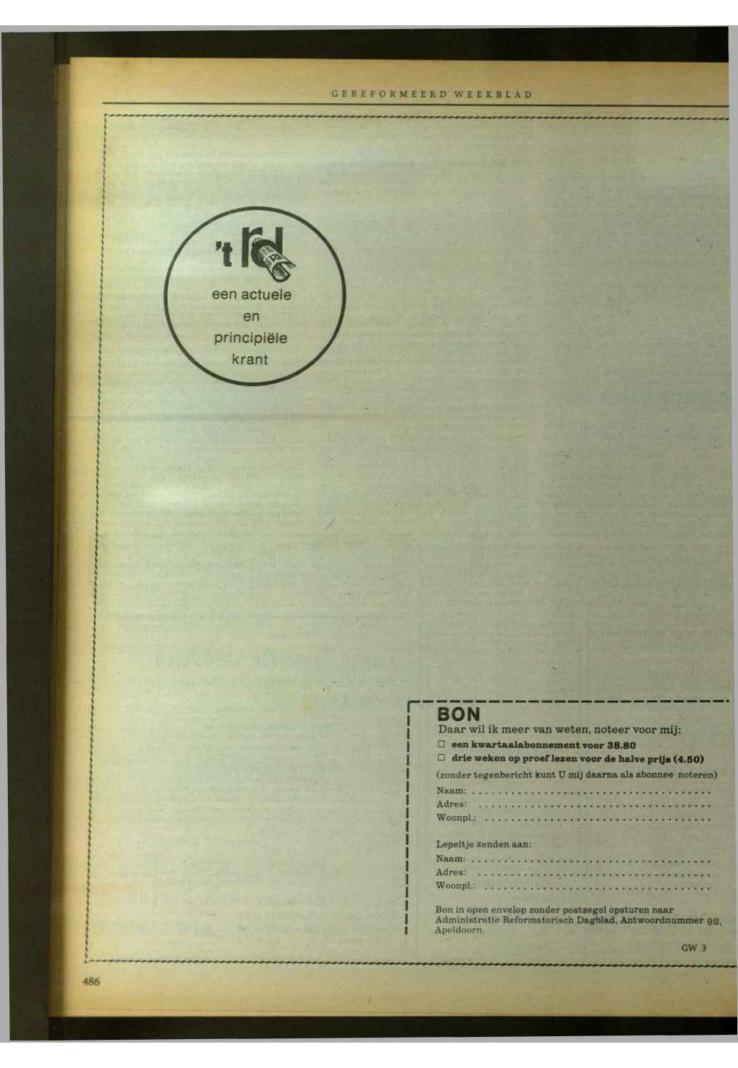 GEREFORMEERD WEEKBLAD
't rd
een actuele
en
principiële
krant
BON
Daar wil ik meer van weten, noteer voor mij:
☐ een kwartaalabonnement voor 38.80
☐ drie weken op proef lezen voor de halve prijs (4.50)
(zonder tegenbericht kunt U mij daarna als abonnee noteren)
Naam: . . . . . . . . . . . . . . . . . . . . . . . . . . . . . . . . . . .
Adres: . . . . . . . . . . . . . . . . . . . . . . . . . . . . . . . . . .
Woonpl.: . . . . . . . . . . . . . . . . . . . . . . . . . . . . . . . . .
Lepeltje zenden aan:
Naam: . . . . . . . . . . . . . . . . . . . . . . . . . . . . . . . . . . .
Adres: . . . . . . . . . . . . . . . . . . . . . . . . . . . . . . . . . .
Woonpl.: . . . . . . . . . . . . . . . . . . . . . . . . . . . . . . . . .
Bon in open envelop zonder postzegel opsturen naar
Administratie Reformatorisch Dagblad, Antwoordnummer 92,
Apeldoorn.
GW 3
486